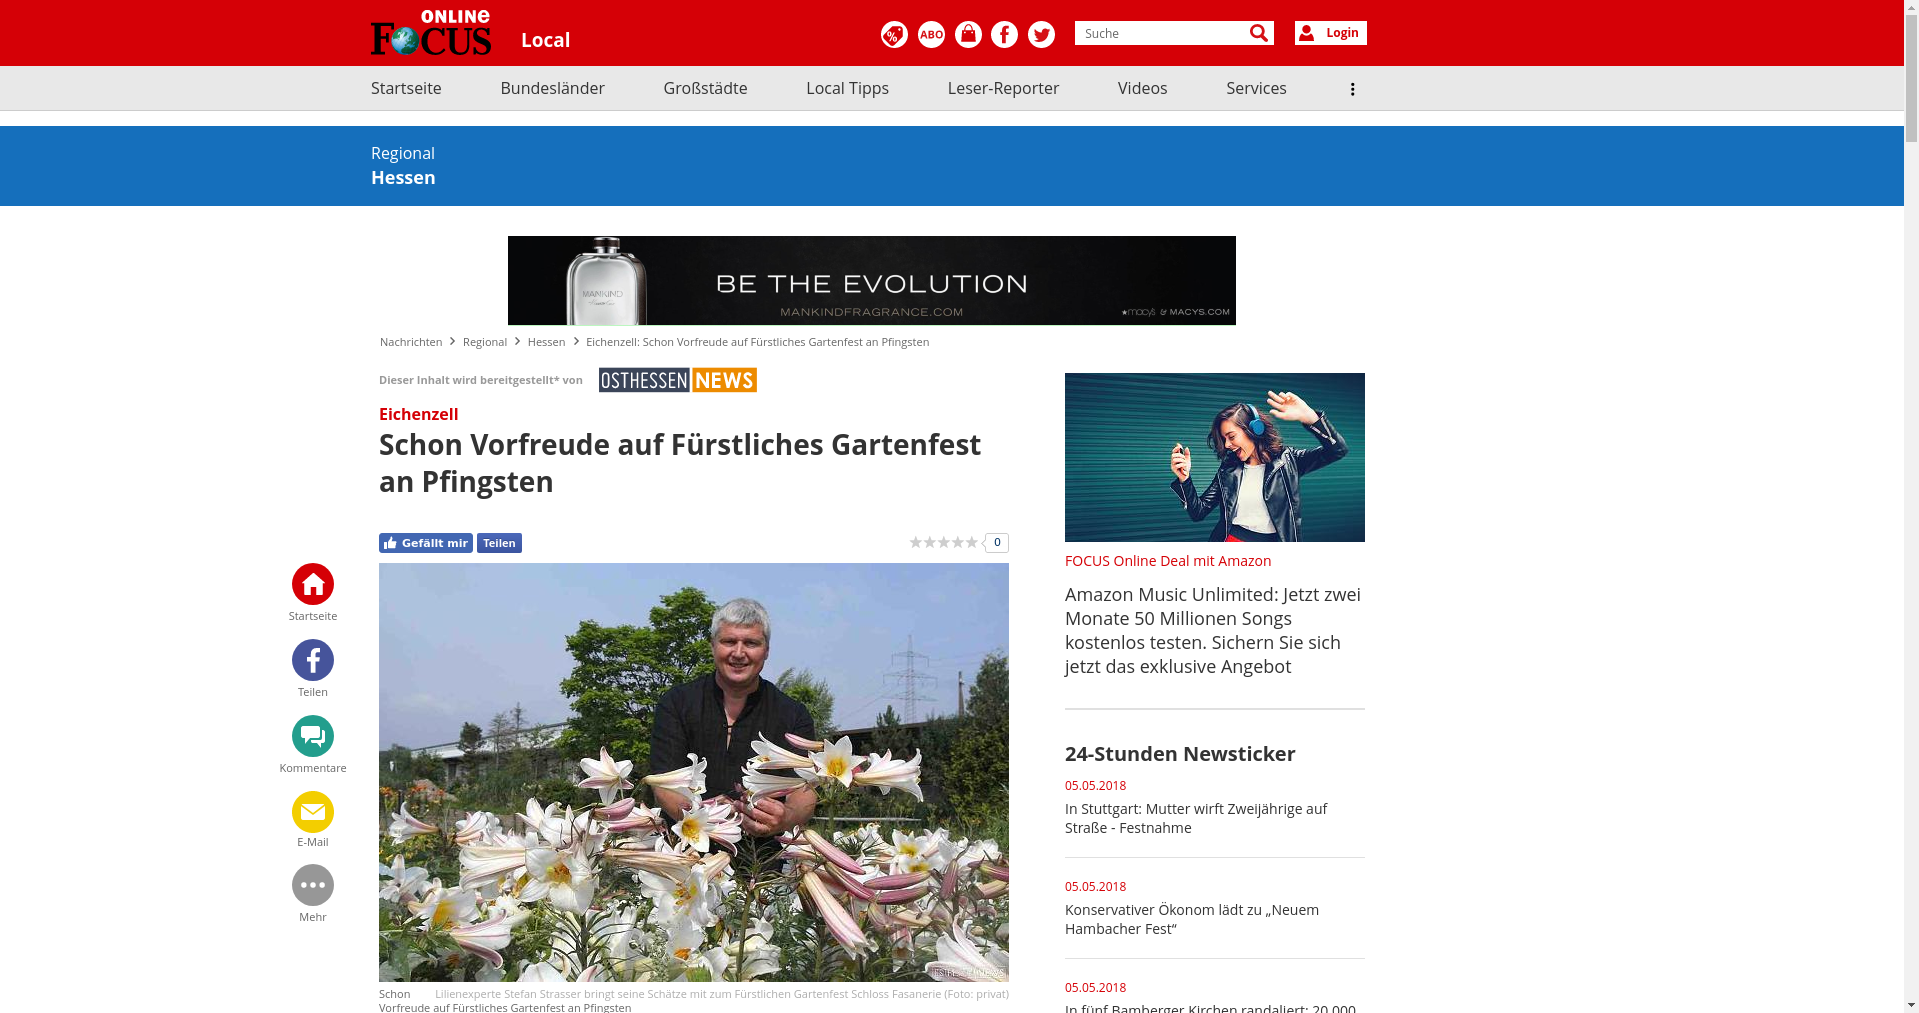 ONLINE
FOCUS
Local
ABO
Suche
Login
Startseite
Bundesländer
Großstädte
Local Tipps
Leser-Reporter
Videos
Services
Regional
Hessen
MANKIND
BE THE EVOLUTION
MANKINDFRAGRANCE.COM
macys & MACYS.COM
Nachrichten
Regional
Hessen
Eichenzell: Schon Vorfreude auf Fürstliches Gartenfest an Pfingsten
Dieser Inhalt wird bereitgestellt* von
OSTHESSEN NEWS
Eichenzell
Schon Vorfreude auf Fürstliches Gartenfest
an Pfingsten
Gefällt mir
Teilen
0
Startseite
Teilen
Kommentare
E-Mail
Mehr
Schon
Lilienexperte Stefan Strasser bringt seine Schätze mit zum Fürstlichen Gartenfest Schloss Fasanerie (Foto: privat)
Vorfreude auf Fürstliches Gartenfest an Pfingsten
FOCUS Online Deal mit Amazon
Amazon Music Unlimited: Jetzt zwei
Monate 50 Millionen Songs
kostenlos testen. Sichern Sie sich
jetzt das exklusive Angebot
24-Stunden Newsticker
05.05.2018
In Stuttgart: Mutter wirft Zweijährige auf
Straße - Festnahme
05.05.2018
Konservativer Ökonom lädt zu „Neuem
Hambacher Fest“
05.05.2018
In fünf Bamberger Kirchen randaliert: 20.000